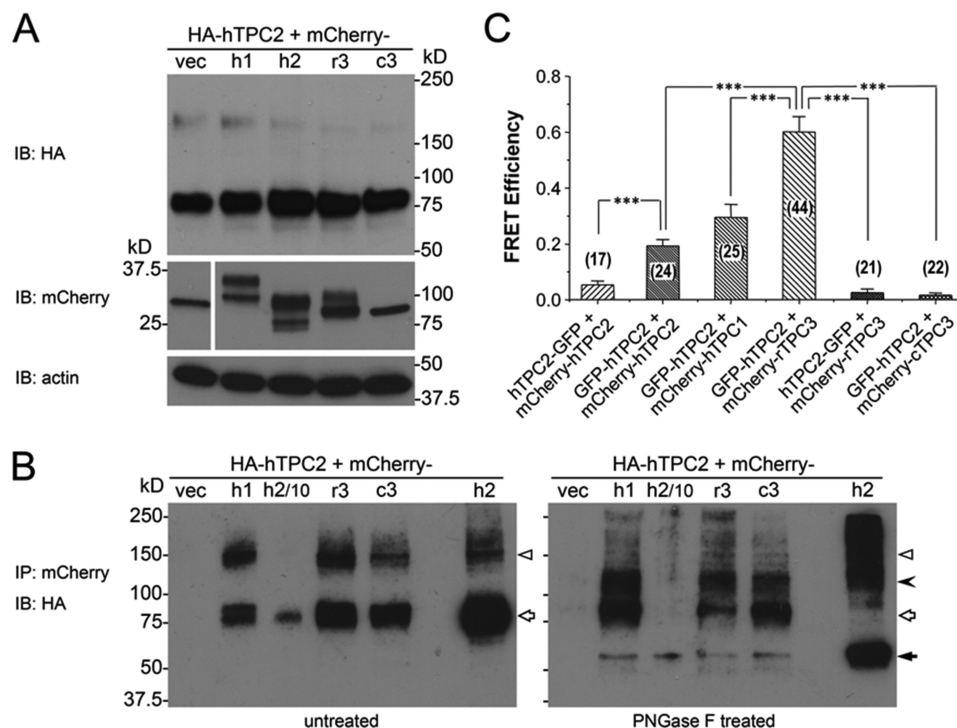 A
HA-hTPC2 + mCherry-
vec h1 h2 r3 c3
kD
250
150
100
75
50
IB: HA
kD
37.5
25
IB: mCherry
100
75
IB: actin
50
37.5
C
FRET Efficiency
0.8
0.6
0.4
0.2
0.0
***
***
***
***
***
(17)
(24)
(25)
(44)
(21)
(22)
hTPC2-GFP +
mCherry-hTPC2
GFP-hTPC2 +
mCherry-hTPC2
GFP-hTPC2 +
mCherry-hTPC1
GFP-hTPC2 +
mCherry-rTPC3
hTPC2-GFP +
mCherry-rTPC3
GFP-hTPC2 +
mCherry-cTPC3
B
HA-hTPC2 + mCherry-
kD
vec h1 h2/10 r3 c3 h2
250
150
100
75
50
37.5
IP: mCherry
IB: HA
untreated
HA-hTPC2 + mCherry-
vec h1 h2/10 r3 c3 h2
PNGase F treated